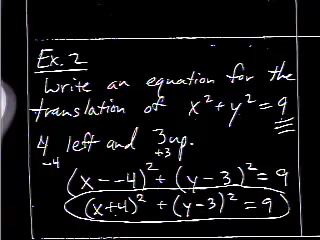 Ex. 2
Write an equation for the
translation of x² + y² = 9
4 left and 3 up.
-4 +3
(x - -4)² + (y - 3)² = 9
(x+4)² + (y-3)² = 9